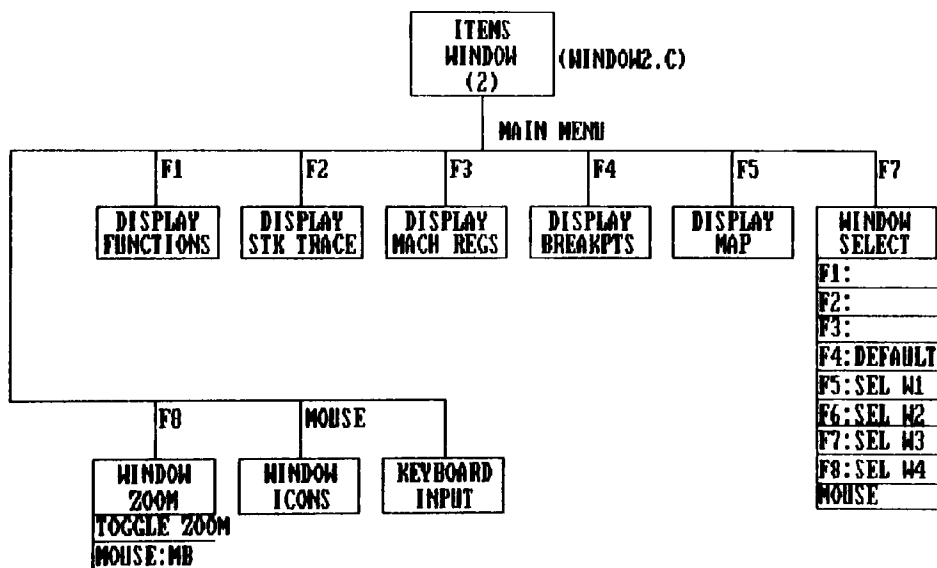 ITEMS
WINDOW
(2)
(WINDOW2.C)
MAIN MENU
F1
F2
F3
F4
F5
F7
DISPLAY
FUNCTIONS
DISPLAY
STK TRACE
DISPLAY
MACH REGS
DISPLAY
BREAKPTS
DISPLAY
MAP
WINDOW
SELECT
F1:
F2:
F3:
F4:DEFAULT
F5:SEL W1
F6:SEL W2
F7:SEL W3
F8:SEL W4
MOUSE
F8
MOUSE
WINDOW
ZOOM
TOGGLE ZOOM
MOUSE:MB
WINDOW
ICONS
KEYBOARD
INPUT